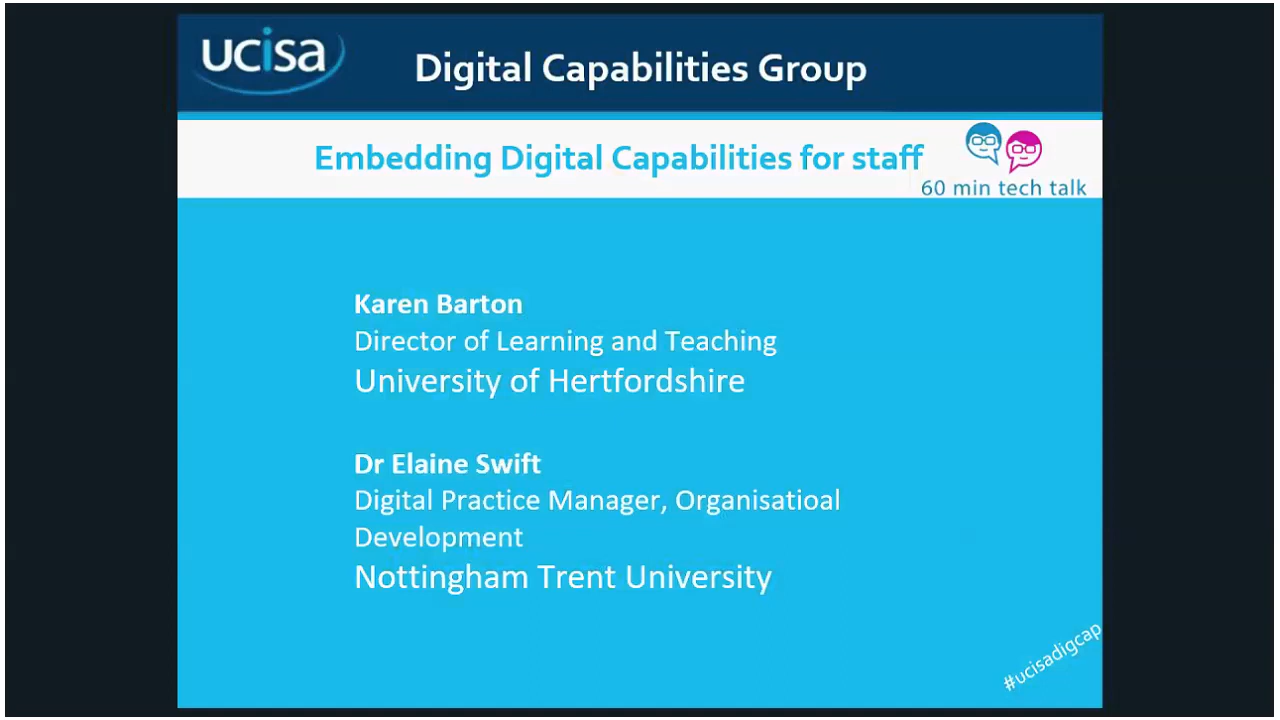 ucisa
Digital Capabilities Group
Embedding Digital Capabilities for staff
60 min tech talk
Karen Barton
Director of Learning and Teaching
University of Hertfordshire
Dr Elaine Swift
Digital Practice Manager, Organisatioal
Development
Nottingham Trent University
#ucisadigcap